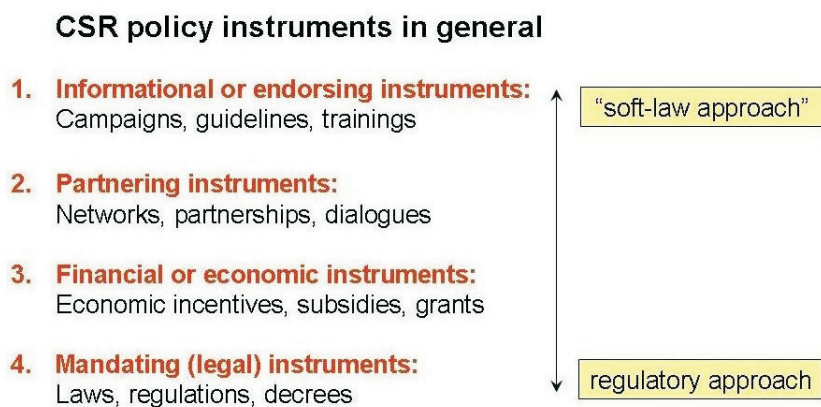 CSR policy instruments in general
1. Informational or endorsing instruments:
Campaigns, guidelines, trainings
"soft-law approach"
2. Partnering instruments:
Networks, partnerships, dialogues
3. Financial or economic instruments:
Economic incentives, subsidies, grants
4. Mandating (legal) instruments:
Laws, regulations, decrees
regulatory approach